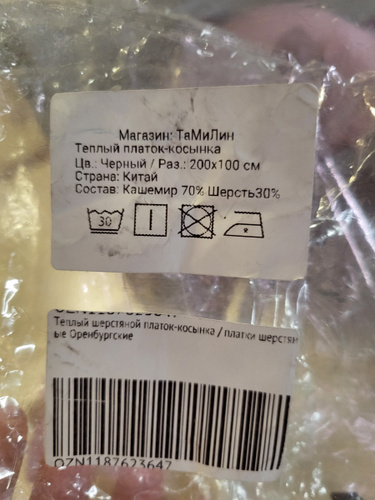 Магазин: ТаМиЛин
Теплый платок-косынка
Цв.: Черный / Раз.: 200x100 см
Страна: Китай
Состав: Кашемир 70% Шерсть30%
30
Теплый шерстяной платок-косынка / платки шерстян
ые Оренбургские
OZN1187623647